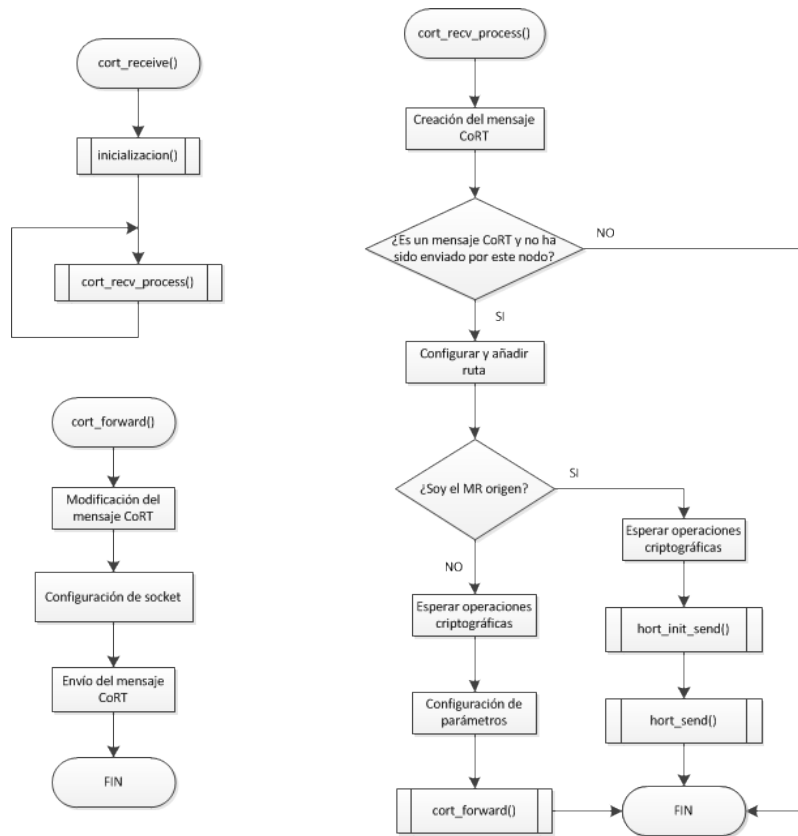 cort_receive()
inicializacion()
cort_recv_process()
cort_forward()
Modificación del
mensaje CoRT
Configuración de socket
Envío del mensaje
CoRT
FIN
cort_recv_process()
Creación del mensaje
CoRT
¿Es un mensaje CoRT y no ha
sido enviado por este nodo?
NO
SI
Configurar y añadir
ruta
¿Soy el MR origen?
SI
NO
Esperar operaciones
criptográficas
Configuración de
parámetros
cort_forward()
Esperar operaciones
criptográficas
hort_init_send()
hort_send()
FIN